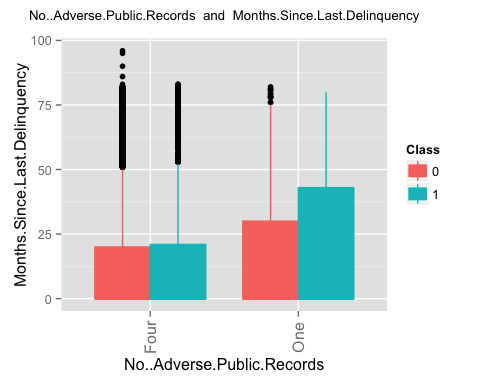 No..Adverse.Public.Records and Months.Since.Last.Delinquency
Months.Since.Last.Delinquency
100
75
50
25
0
Four
One
No..Adverse.Public.Records
Class
0
1